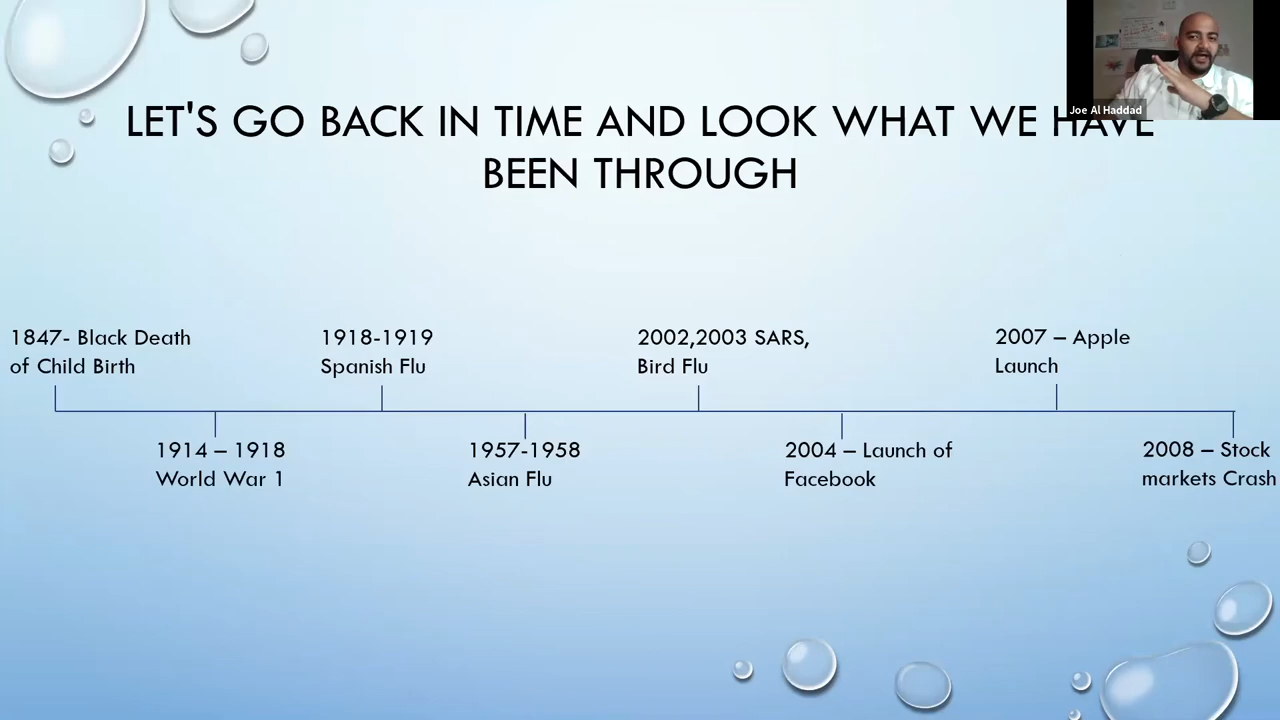 Joe Al Haddad
LET'S GO BACK IN TIME AND LOOK WHAT WE HAVE
BEEN THROUGH
1847- Black Death
of Child Birth
1914 – 1918
World War 1
1918-1919
Spanish Flu
1957-1958
Asian Flu
2002,2003 SARS,
Bird Flu
2004 – Launch of
Facebook
2007 – Apple
Launch
2008 – Stock
markets Crash